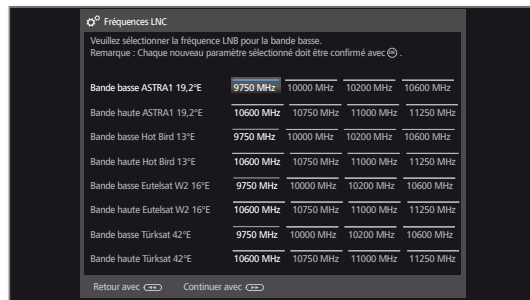 Fréquences LNC
Veuillez sélectionner la fréquence LNB pour la bande basse.
Remarque : Chaque nouveau paramètre sélectionné doit être confirmé avec OK .
Bande basse ASTRA1 19,2°E 9750 MHz 10000 MHz 10200 MHz 10600 MHz
Bande haute ASTRA1 19,2°E 10600 MHz 10750 MHz 11000 MHz 11250 MHz
Bande basse Hot Bird 13°E 9750 MHz 10000 MHz 10200 MHz 10600 MHz
Bande haute Hot Bird 13°E 10600 MHz 10750 MHz 11000 MHz 11250 MHz
Bande basse Eutelsat W2 16°E 9750 MHz 10000 MHz 10200 MHz 10600 MHz
Bande haute Eutelsat W2 16°E 10600 MHz 10750 MHz 11000 MHz 11250 MHz
Bande basse Türksat 42°E 9750 MHz 10000 MHz 10200 MHz 10600 MHz
Bande haute Türksat 42°E 10600 MHz 10750 MHz 11000 MHz 11250 MHz
Retour avec Continuer avec